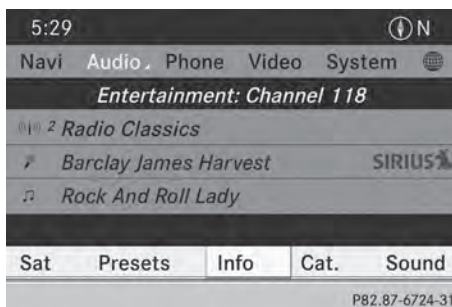 5:29 N
Navi Audio Phone Video System
Entertainment: Channel 118
2 Radio Classics
Barclay James Harvest SIRIUS
Rock And Roll Lady
Sat Presets Info Cat. Sound
P82.87-6724-31